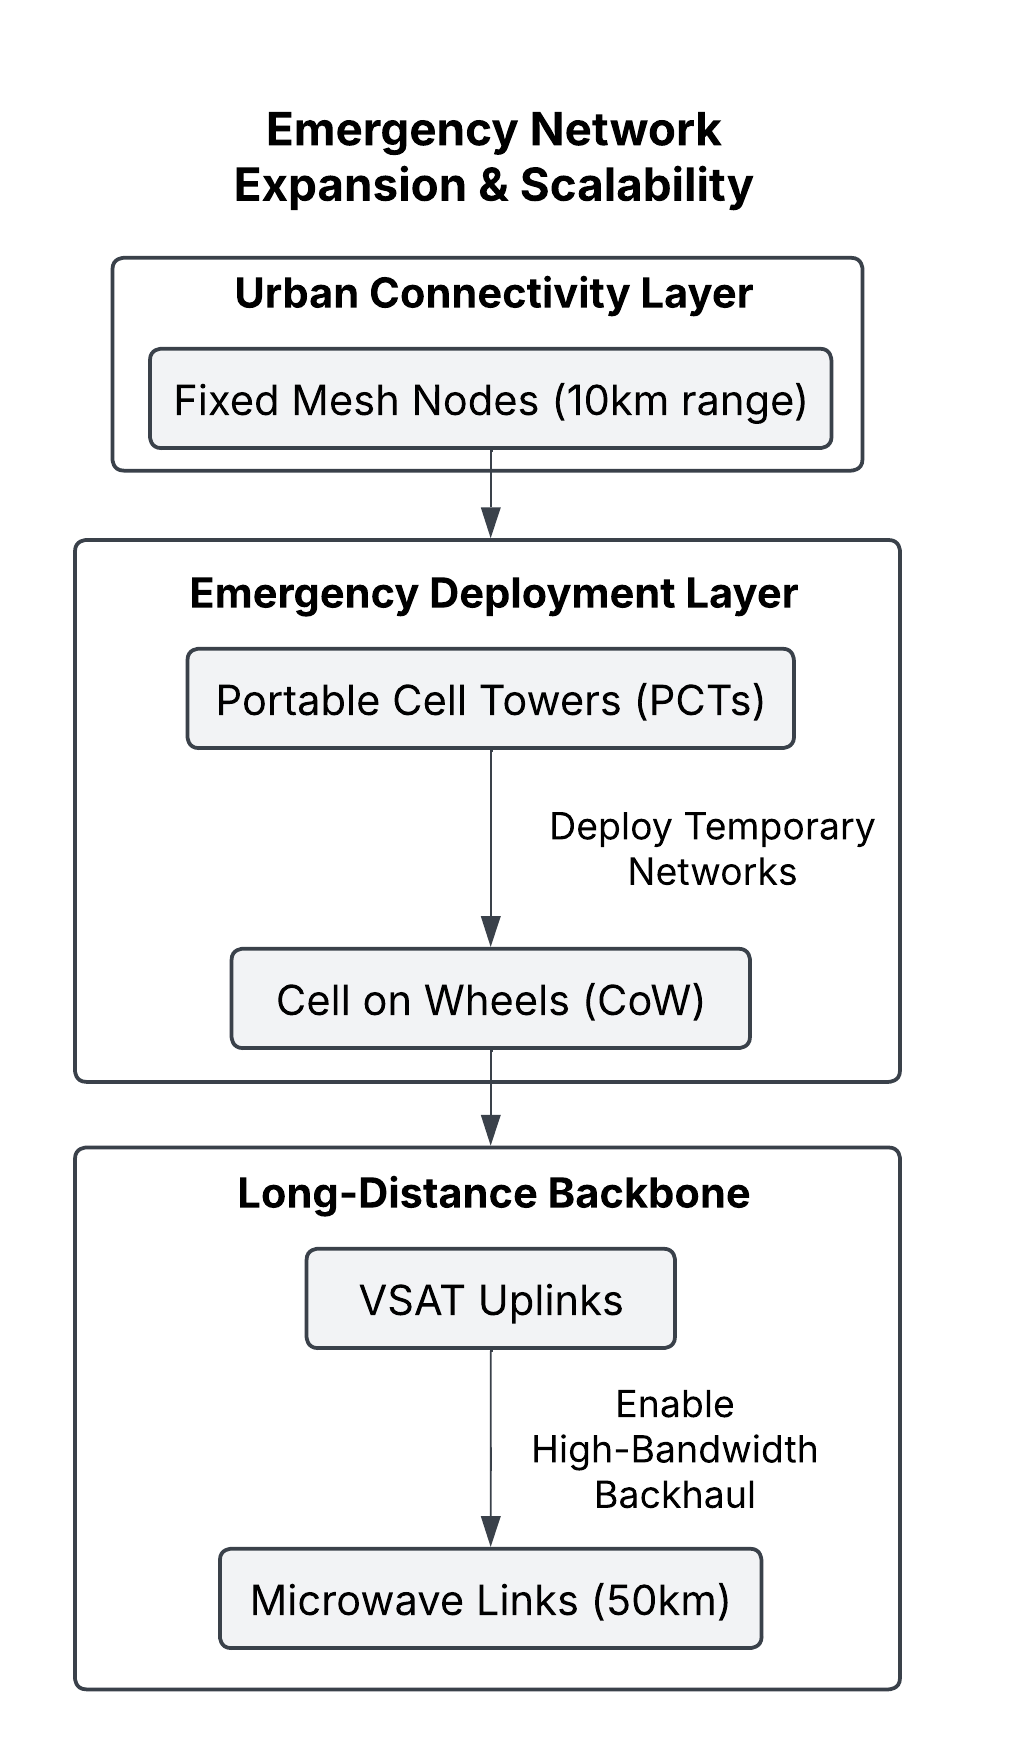 Emergency Network
Expansion & Scalability
Urban Connectivity Layer
Fixed Mesh Nodes (10km range)
Emergency Deployment Layer
Portable Cell Towers (PCTs)
Deploy Temporary
Networks
Cell on Wheels (CoW)
Long-Distance Backbone
VSAT Uplinks
Enable
High-Bandwidth
Backhaul
Microwave Links (50km)